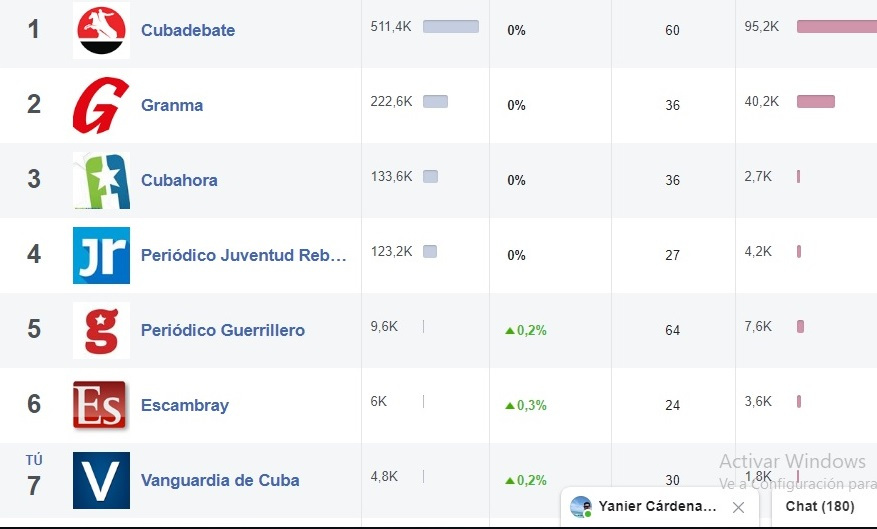 1 Cubadebate 511,4K 0% 60 95,2K
2 G Granma 222,6K 0% 36 40,2K
3 Cubahora 133,6K 0% 36 2,7K
4 Jr Periódico Juventud Reb… 123,2K 0% 27 4,2K
5 g Periódico Guerrillero 9,6K 0,2% 64 7,6K
6 Es Escambray 6K 0,3% 24 3,6K
TÚ
7 V Vanguardia de Cuba 4,8K 0,2% 30 1,8K
Activar Windows
Ve a Configuración para
Yanier Cárdena...
Chat (180)